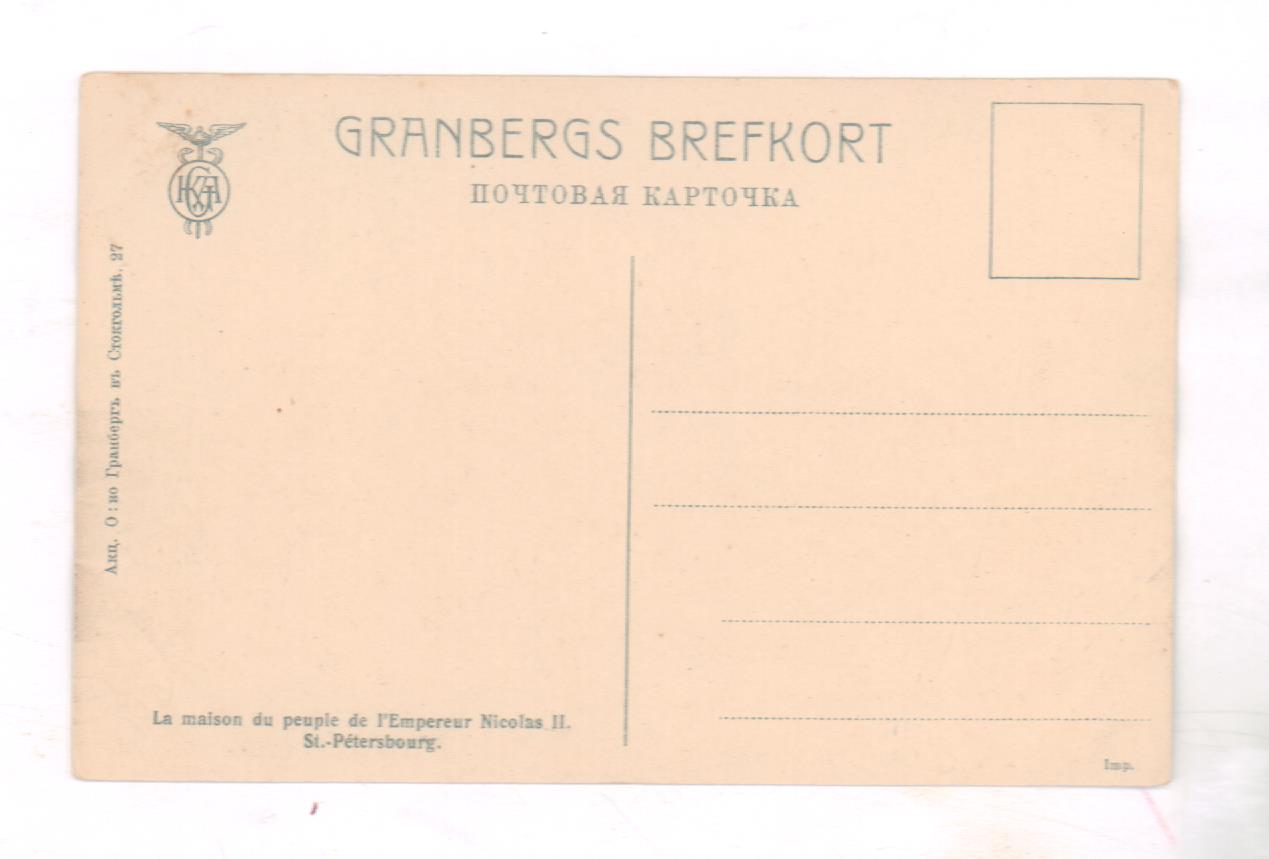 GRANBERGS BREFKORT
ПОЧТОВАЯ КАРТОЧКА
Акц. О:во Гранбергъ въ Стокгольмѣ, 27
La maison du peuple de l'Empereur Nicolas II.
St.-Pétersbourg.
Imp.